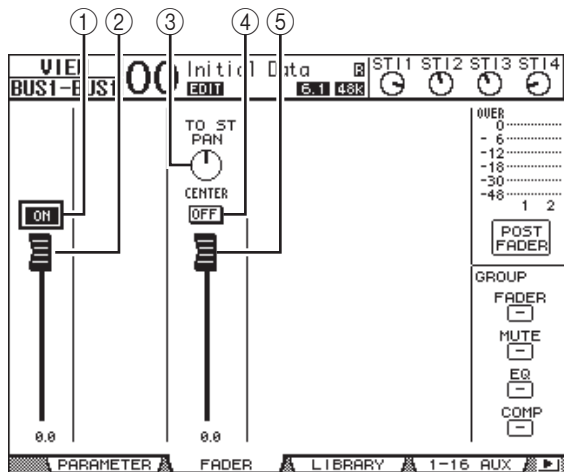 ① ② ③ ④ ⑤
VIEW
BUS1-BUS1
00
Initial Data
EDIT
6.1 48k
STI1 STI2 STI3 STI4
TO ST
PAN
CENTER
ON
OFF
0.0
0.0
OVER
0
- 6
-12
-18
-30
-48
1 2
POST
FADER
GROUP
FADER
-
MUTE
-
EQ
-
COMP
-
PARAMETER
FADER
LIBRARY
1-16 AUX